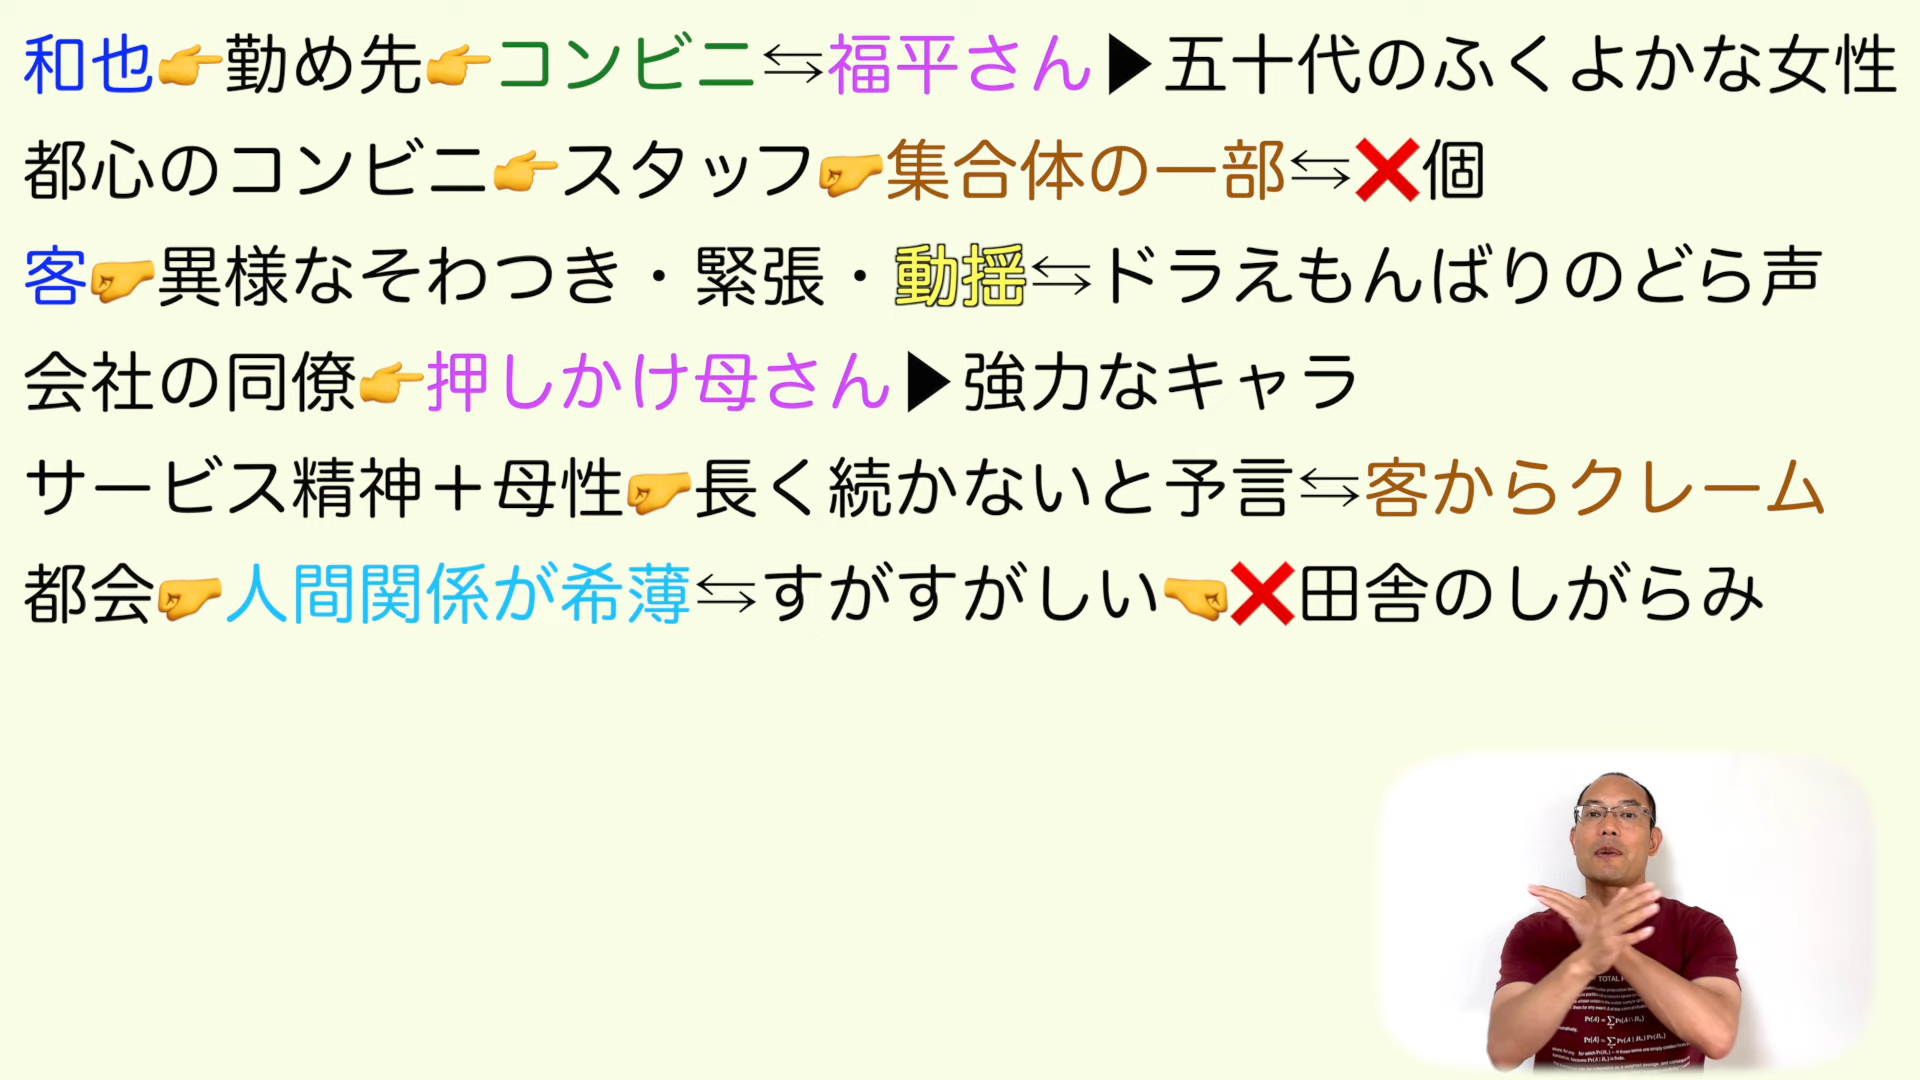 和也👉勤め先👉コンビニ⇆福平さん▶五十代のふくよかな女性
都心のコンビニ👉スタッフ🤛集合体の一部⇆❌個
客🤛異様なそわつき・緊張・動揺⇆ドラえもんばりのどら声
会社の同僚👉押しかけ母さん▶強力なキャラ
サービス精神＋母性🤛長く続かないと予言⇆客からクレーム
都会🤛人間関係が希薄⇆すがすがしい🤜❌田舎のしがらみ
TOTAL